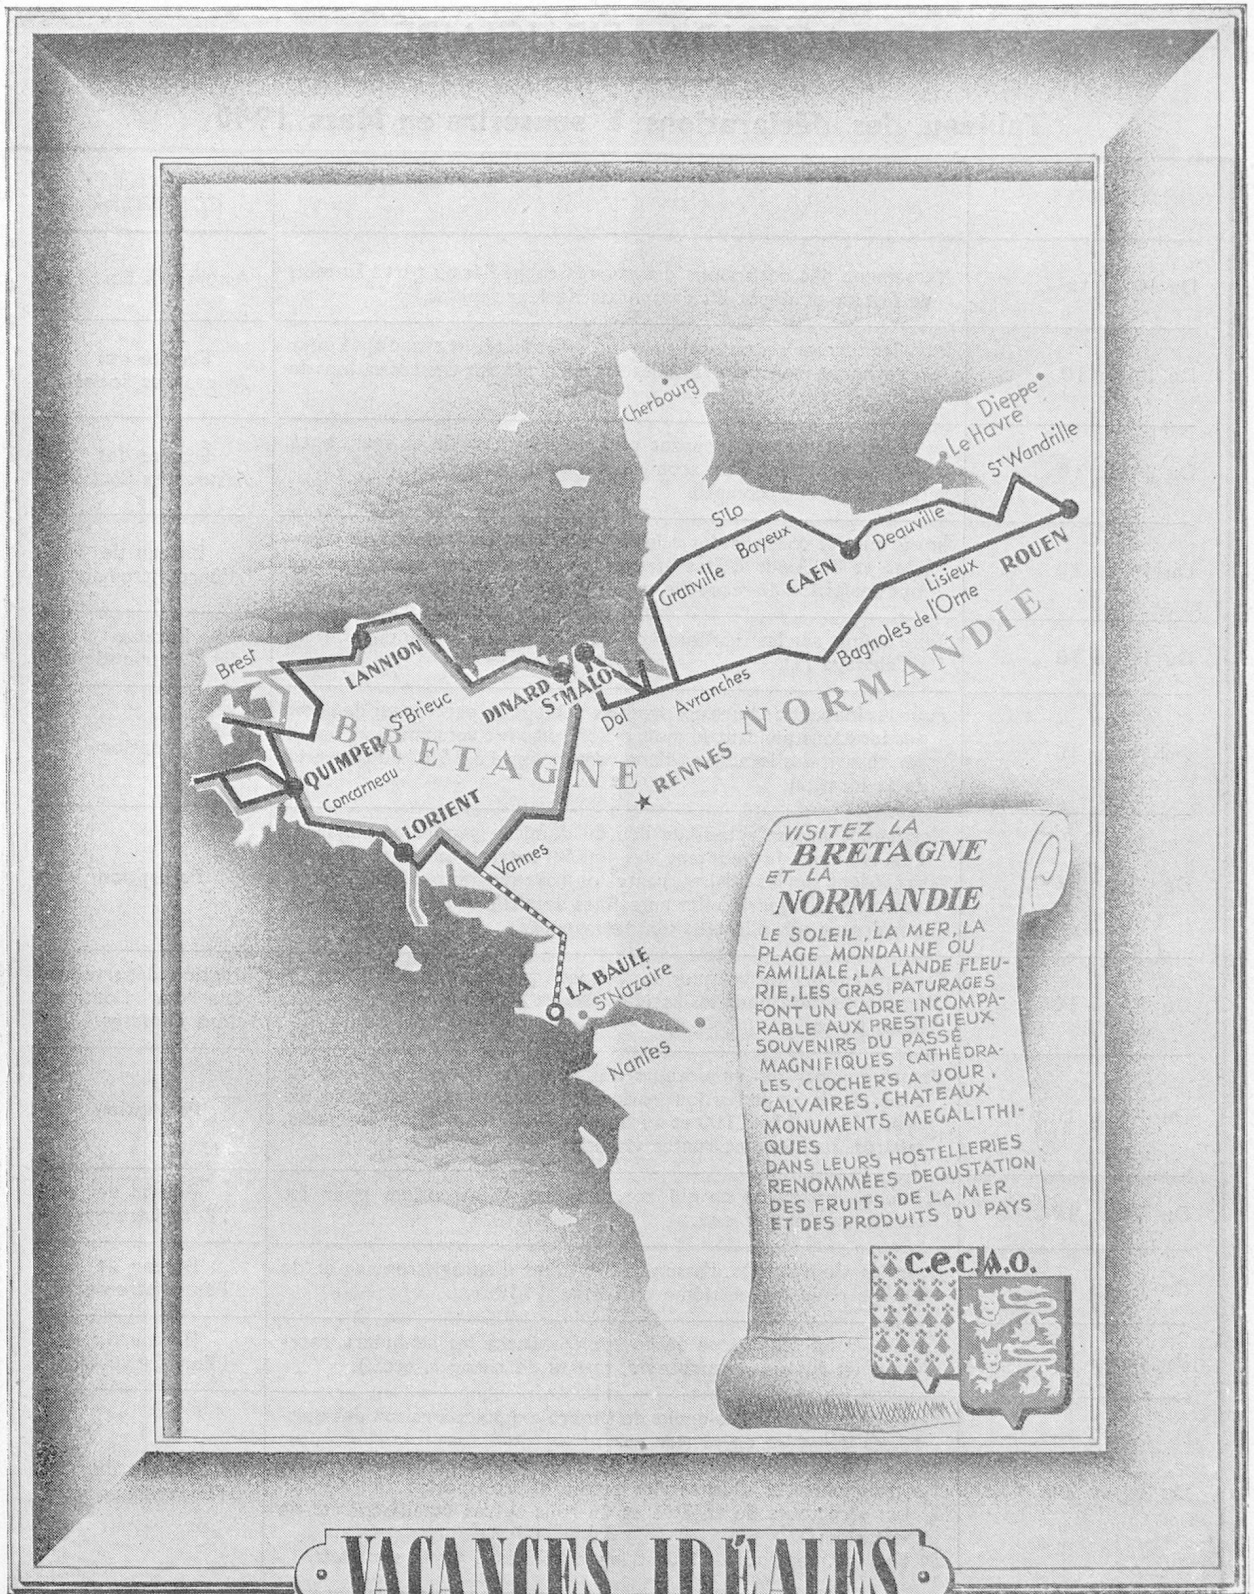 Cherbourg
Dieppe
Le Havre
St Wandrille
St Lo
Bayeux
Deauville
Granville
CAEN
Lisieux
ROUEN
Bagnoles de l'Orne
NORMANDIE
Brest
LANNION
St Brieuc
DINARD
St MALO
Dol
Avranches
BRETAGNE
QUIMPER
Concarneau
LORIENT
RENNES
Vannes
LA BAULE
St Nazaire
Nantes
VISITEZ LA
BRETAGNE
ET LA
NORMANDIE
LE SOLEIL, LA MER, LA
PLAGE MONDAINE OU
FAMILIALE, LA LANDE FLEU-
RIE, LES GRAS PATURAGES
FONT UN CADRE INCOMPA-
RABLE AUX PRESTIGIEUX
SOUVENIRS DU PASSÉ
MAGNIFIQUES CATHÉDRA-
LES, CLOCHERS A JOUR,
CALVAIRES, CHATEAUX
MONUMENTS MEGALITHI-
QUES
DANS LEURS HOSTELLERIES
RENOMMÉES DEGUSTATION
DES FRUITS DE LA MER
ET DES PRODUITS DU PAYS
C.e.C.A.O.
VACANCES IDÉALES